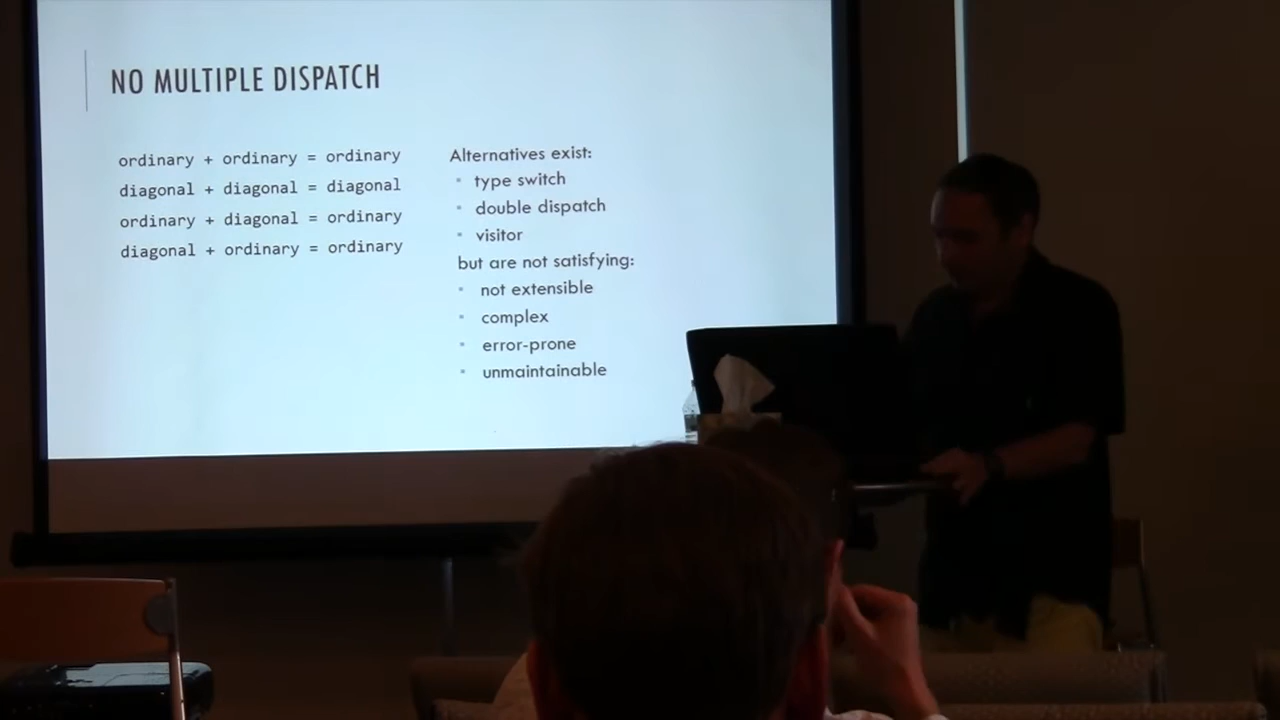 NO MULTIPLE DISPATCH
ordinary + ordinary = ordinary
diagonal + diagonal = diagonal
ordinary + diagonal = ordinary
diagonal + ordinary = ordinary
Alternatives exist:
type switch
double dispatch
visitor
but are not satisfying:
not extensible
complex
error-prone
unmaintainable